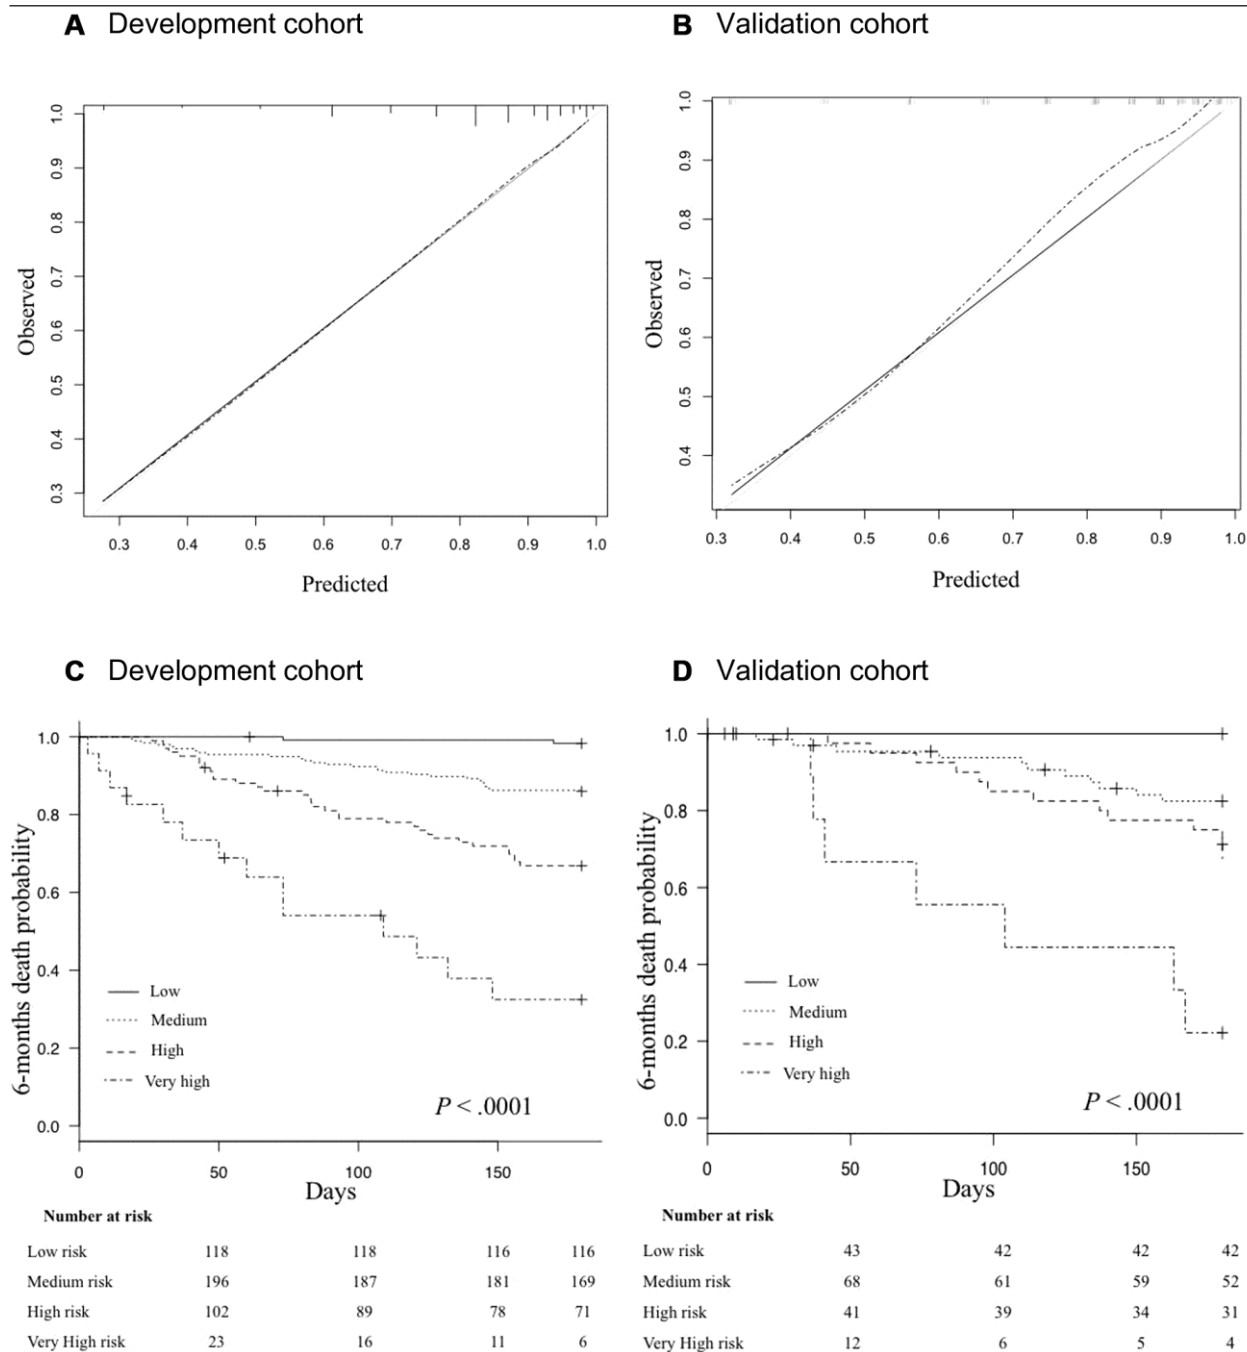 A Development cohort
B Validation cohort
Observed
1.0
0.9
0.8
0.7
0.6
0.5
0.4
0.3
0.3 0.4 0.5 0.6 0.7 0.8 0.9 1.0
Predicted
Observed
1.0
0.9
0.8
0.7
0.6
0.5
0.4
0.3 0.4 0.5 0.6 0.7 0.8 0.9 1.0
Predicted
C Development cohort
D Validation cohort
6-months death probability
1.0
0.8
0.6
0.4
0.2
0.0
Low
Medium
High
Very high
P < .0001
0 50 100 150
Days
Number at risk
Low risk 118 118 116 116
Medium risk 196 187 181 169
High risk 102 89 78 71
Very High risk 23 16 11 6
6-months death probability
1.0
0.8
0.6
0.4
0.2
0.0
Low
Medium
High
Very high
P < .0001
0 50 100 150
Days
Number at risk
Low risk 43 42 42 42
Medium risk 68 61 59 52
High risk 41 39 34 31
Very High risk 12 6 5 4